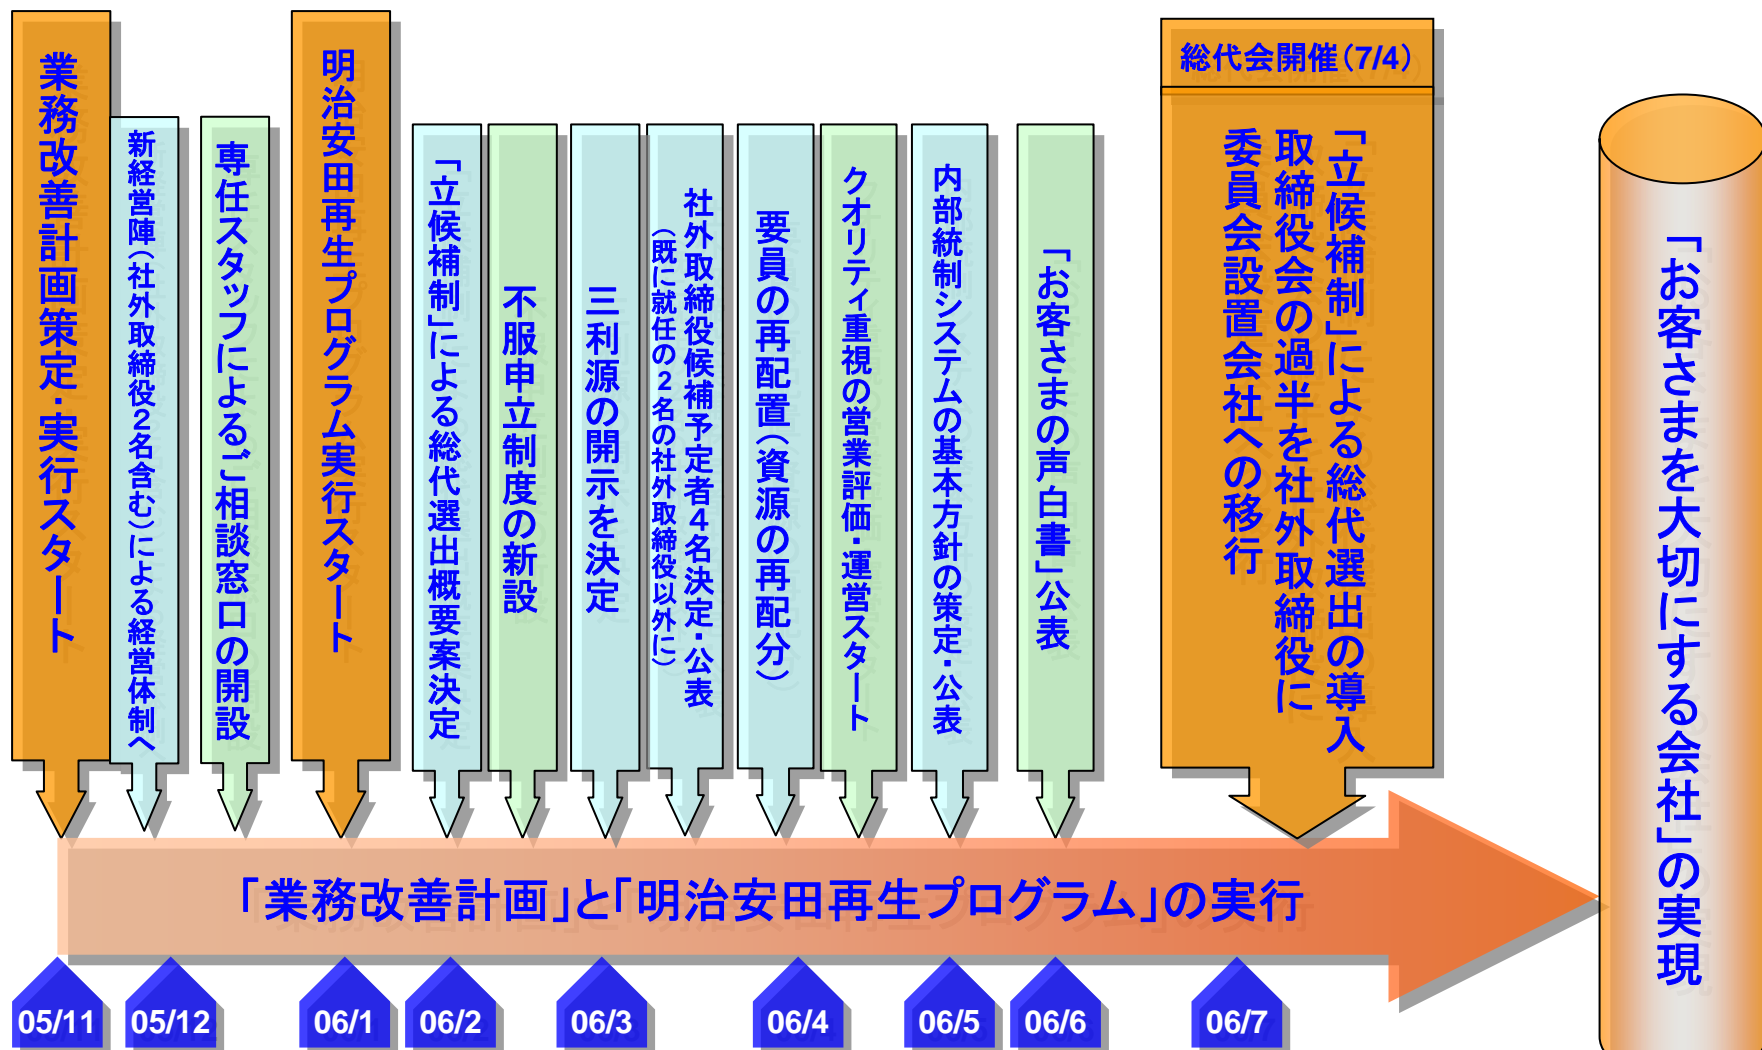 業務改善計画策定・実行スタート
新経営陣（社外取締役２名含む）による経営体制へ
専任スタッフによるご相談窓口の開設
明治安田再生プログラム実行スタート
「立候補制」による総代選出概要案決定
不服申立制度の新設
三利源の開示を決定
社外取締役候補予定者４名決定・公表
（既に就任の２名の社外取締役以外に）
要員の再配置（資源の再配分）
クオリティ重視の営業評価・運営スタート
内部統制システムの基本方針の策定・公表
「お客さまの声白書」公表
総代会開催（7/4）
「立候補制」による総代選出の導入
取締役会の過半を社外取締役に
委員会設置会社への移行
「お客さまを大切にする会社」の実現
「業務改善計画」と「明治安田再生プログラム」の実行
05/11
05/12
06/1
06/2
06/3
06/4
06/5
06/6
06/7